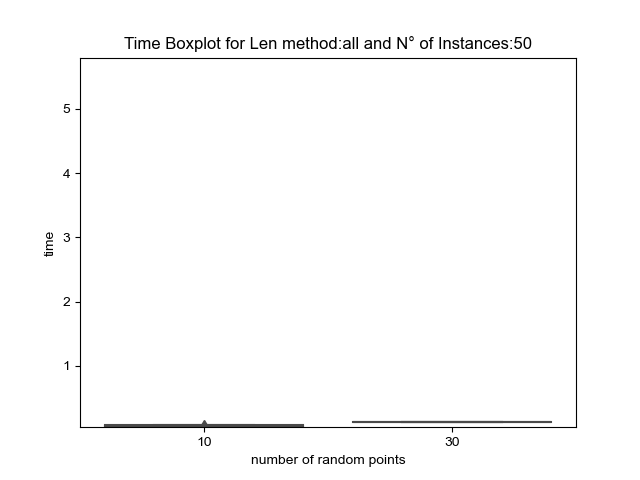 Time Boxplot for Len method:all and N° of Instances:50
5
4
3
2
1
time
10
30
number of random points